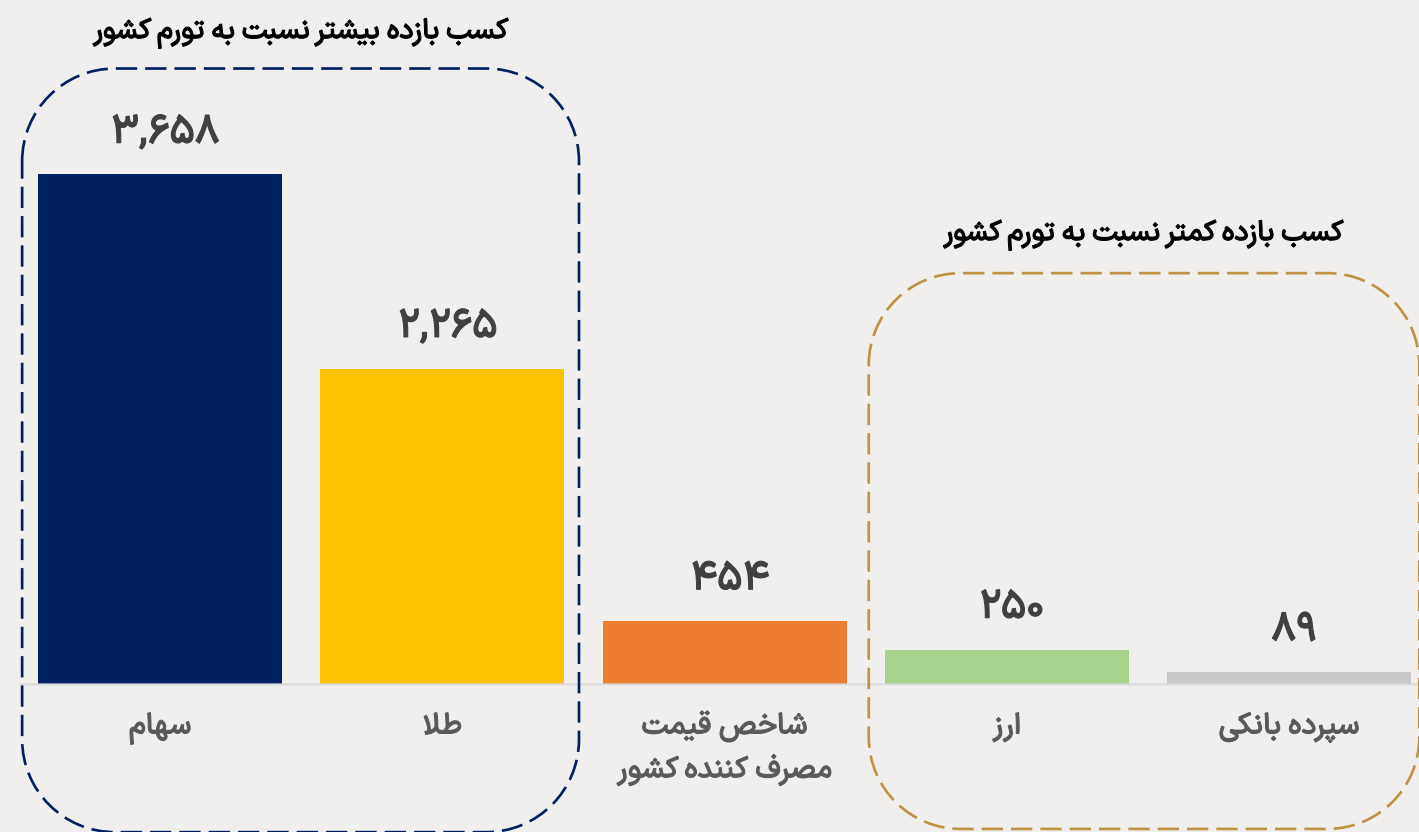 کسب بازده بیشتر نسبت به تورم کشور
۳,۶۵۸
۲,۲۶۵
کسب بازده کمتر نسبت به تورم کشور
۴۵۴
۲۵۰
۸۹
سهام
طلا
شاخص قیمت
مصرف کننده کشور
ارز
سپرده بانکی